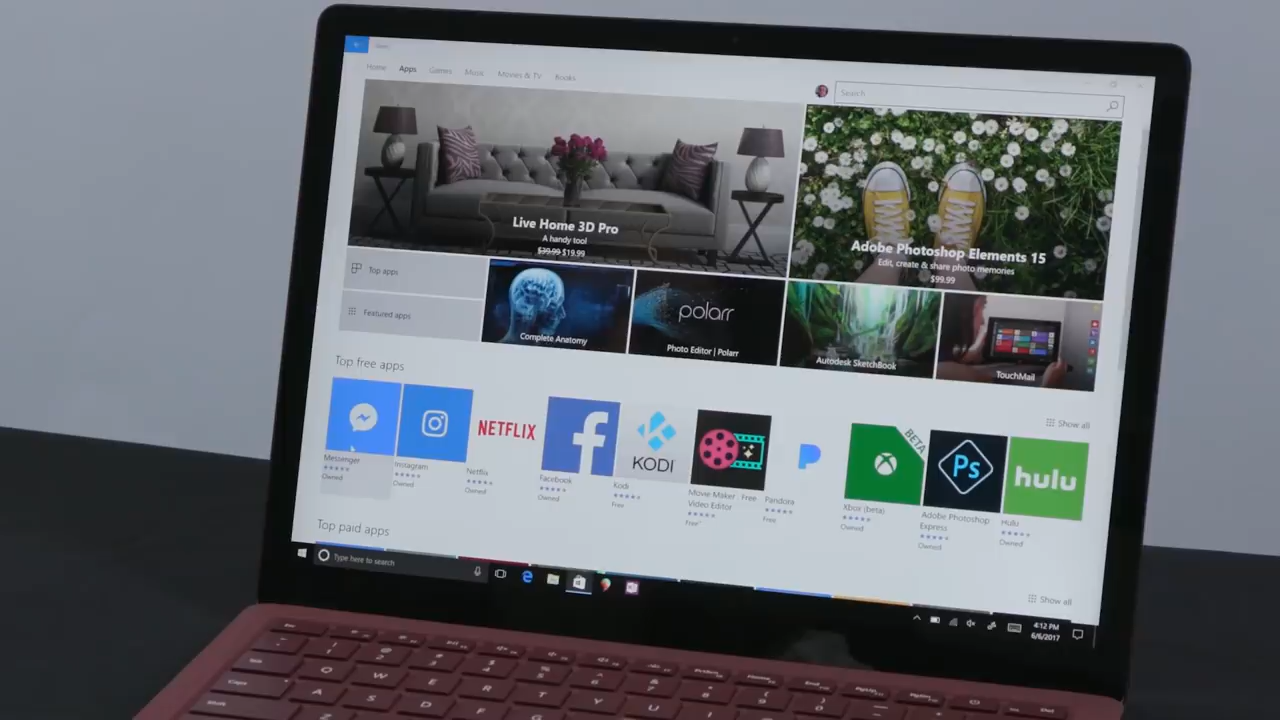 Store
Home Apps Games Music Movies & TV Books
Search
Live Home 3D Pro
A handy tool
$39.99 $19.99
Adobe Photoshop Elements 15
Edit, create & share photo memories
$99.99
Top apps
Featured apps
Complete Anatomy
polarr
Photo Editor | Polarr
Autodesk SketchBook
TouchMail
Top free apps
Show all
NETFLIX
KODI
BETA
Ps
hulu
Messenger
Owned
Instagram
Owned
Netflix
Owned
Facebook
Owned
Kodi
Free
Movie Maker : Free
Video Editor
Free
Pandora
Free
Xbox (beta)
Owned
Adobe Photoshop
Express
Owned
Hulu
Owned
Top paid apps
Show all
Type here to search
4:12 PM
6/6/2017
Q W E R T Y U I O P
A S D F G H J K